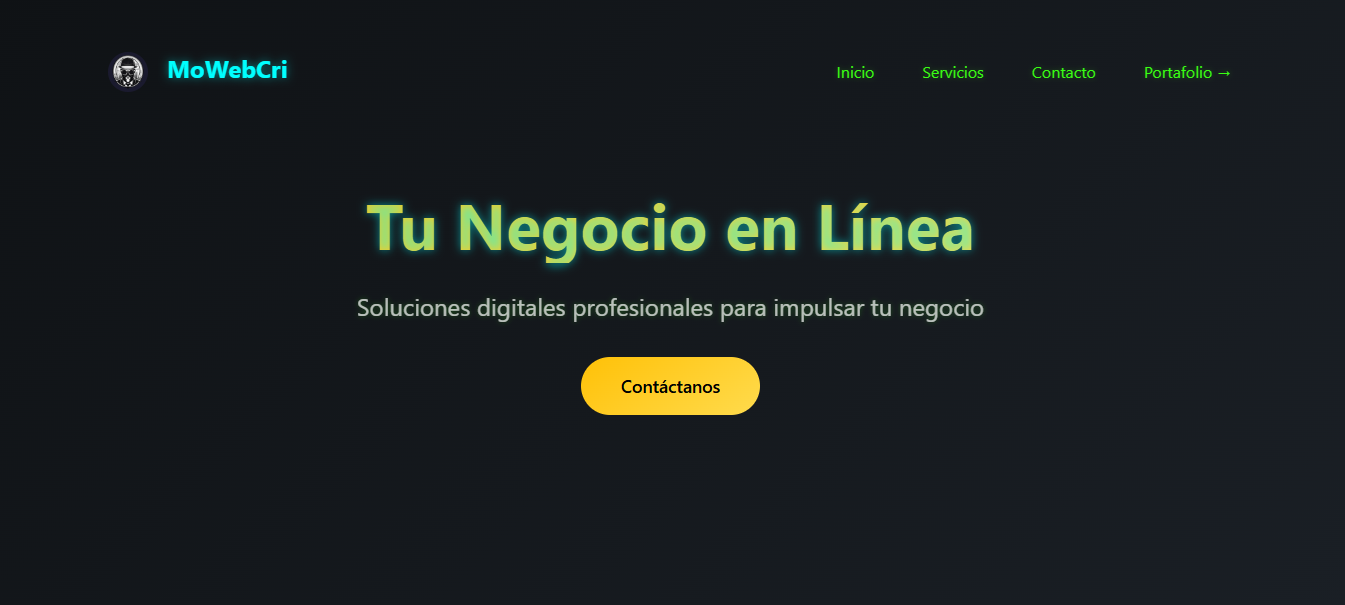 MoWebCri
Inicio Servicios Contacto Portafolio →
Tu Negocio en Línea
Soluciones digitales profesionales para impulsar tu negocio
Contáctanos